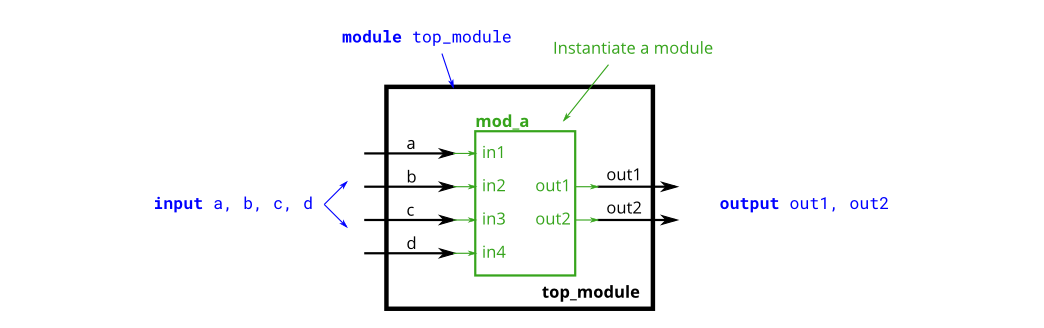 module top_module
Instantiate a module
mod_a
a
in1
b
in2
out1
out1
input a, b, c, d
c
in3
out2
out2
output out1, out2
d
in4
top_module